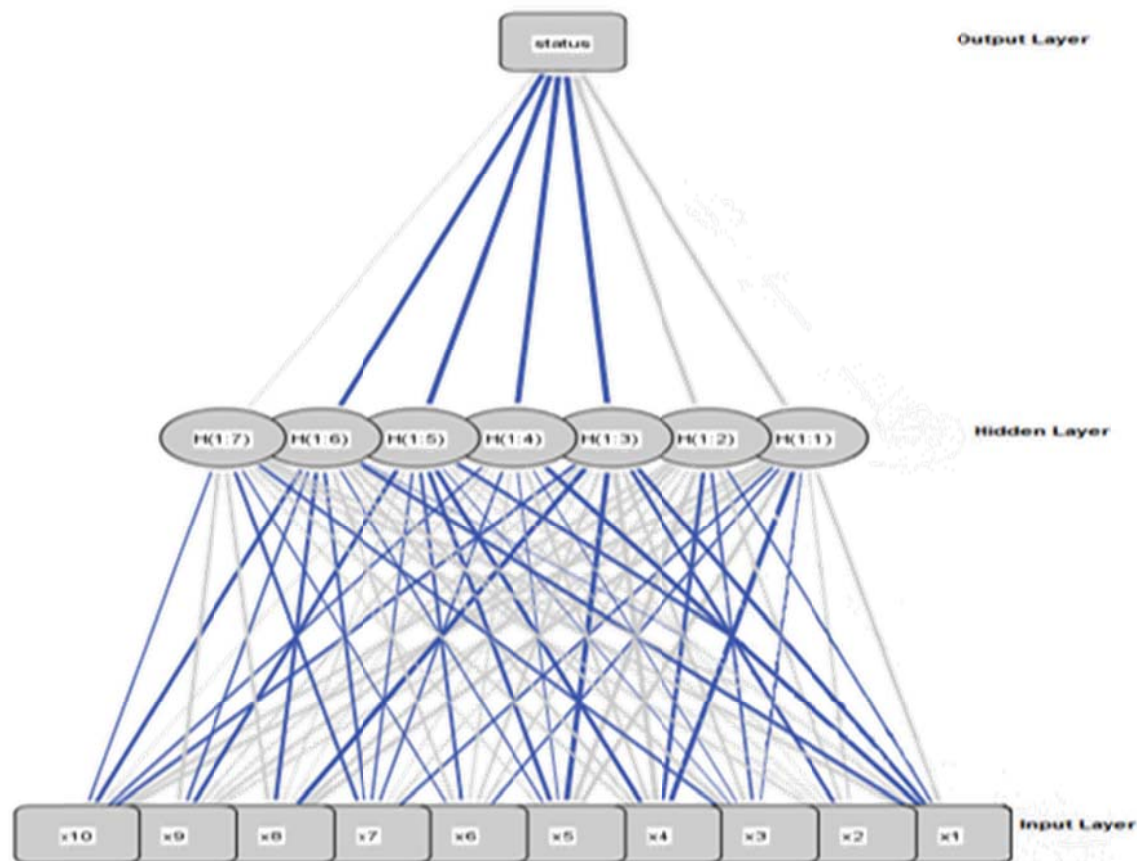 status
Output Layer
H(1:7) H(1:6) H(1:5) H(1:4) H(1:3) H(1:2) H(1:1)
Hidden Layer
x10 x9 x8 x7 x6 x5 x4 x3 x2 x1
Input Layer